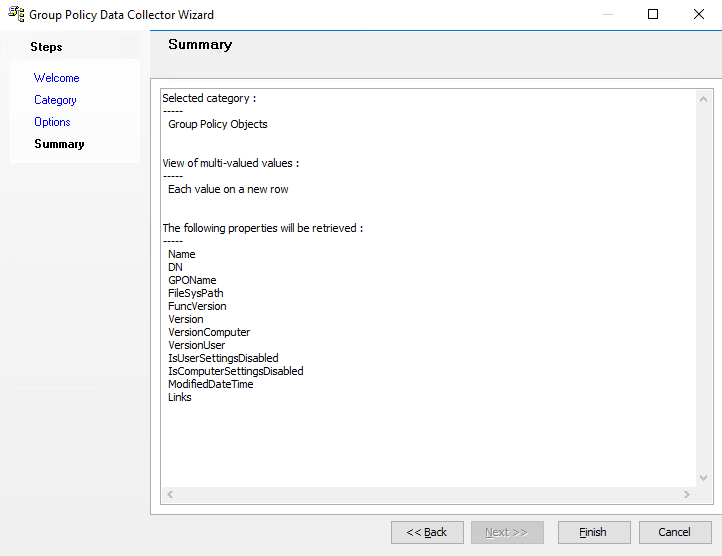 Group Policy Data Collector Wizard
Steps
Welcome
Category
Options
Summary
Summary
Selected category :
-----
Group Policy Objects
View of multi-valued values :
-----
Each value on a new row
The following properties will be retrieved :
-----
Name
DN
GPOName
FileSysPath
FuncVersion
Version
VersionComputer
VersionUser
IsUserSettingsDisabled
IsComputerSettingsDisabled
ModifiedDateTime
Links
<< Back
Next >>
Finish
Cancel